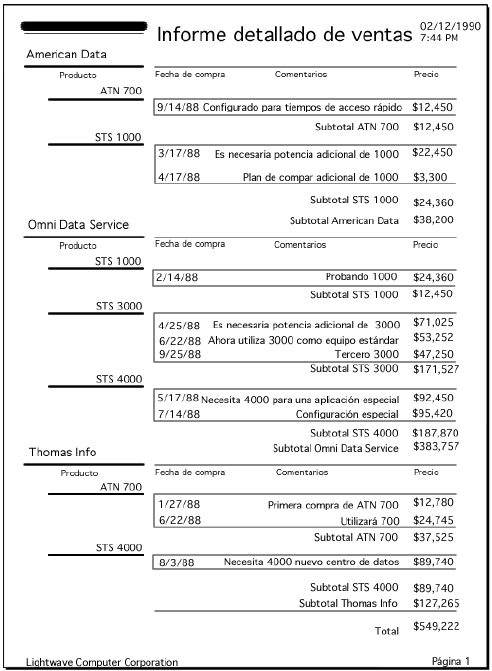 Informe detallado de ventas 02/12/1990
7:44 PM
American Data
Producto Fecha de compra Comentarios Precio
ATN 700
9/14/88 Configurado para tiempos de acceso rápido $12,450
Subtotal ATN 700 $12,450
STS 1000
3/17/88 Es necesaria potencia adicional de 1000 $22,450
4/17/88 Plan de compar adicional de 1000 $3,300
Subtotal STS 1000 $24,360
Subtotal American Data $38,200
Omni Data Service
Producto Fecha de compra Comentarios Precio
STS 1000
2/14/88 Probando 1000 $24,360
Subtotal STS 1000 $12,450
STS 3000
4/25/88 Es necesaria potencia adicional de 3000 $71,025
6/22/88 Ahora utiliza 3000 como equipo estándar $53,252
9/25/88 Tercero 3000 $47,250
Subtotal STS 3000 $171,527
STS 4000
5/17/88 Necesita 4000 para una aplicación especial $92,450
7/14/88 Configuración especial $95,420
Subtotal STS 4000 $187,870
Subtotal Omni Data Service $383,757
Thomas Info
Producto Fecha de compra Comentarios Precio
ATN 700
1/27/88 Primera compra de ATN 700 $12,780
6/22/88 Utilizará 700 $24,745
Subtotal ATN 700 $37,525
STS 4000
8/3/88 Necesita 4000 nuevo centro de datos $89,740
Subtotal STS 4000 $89,740
Subtotal Thomas Info $127,265
Total $549,222
Lightwave Computer Corporation Página 1